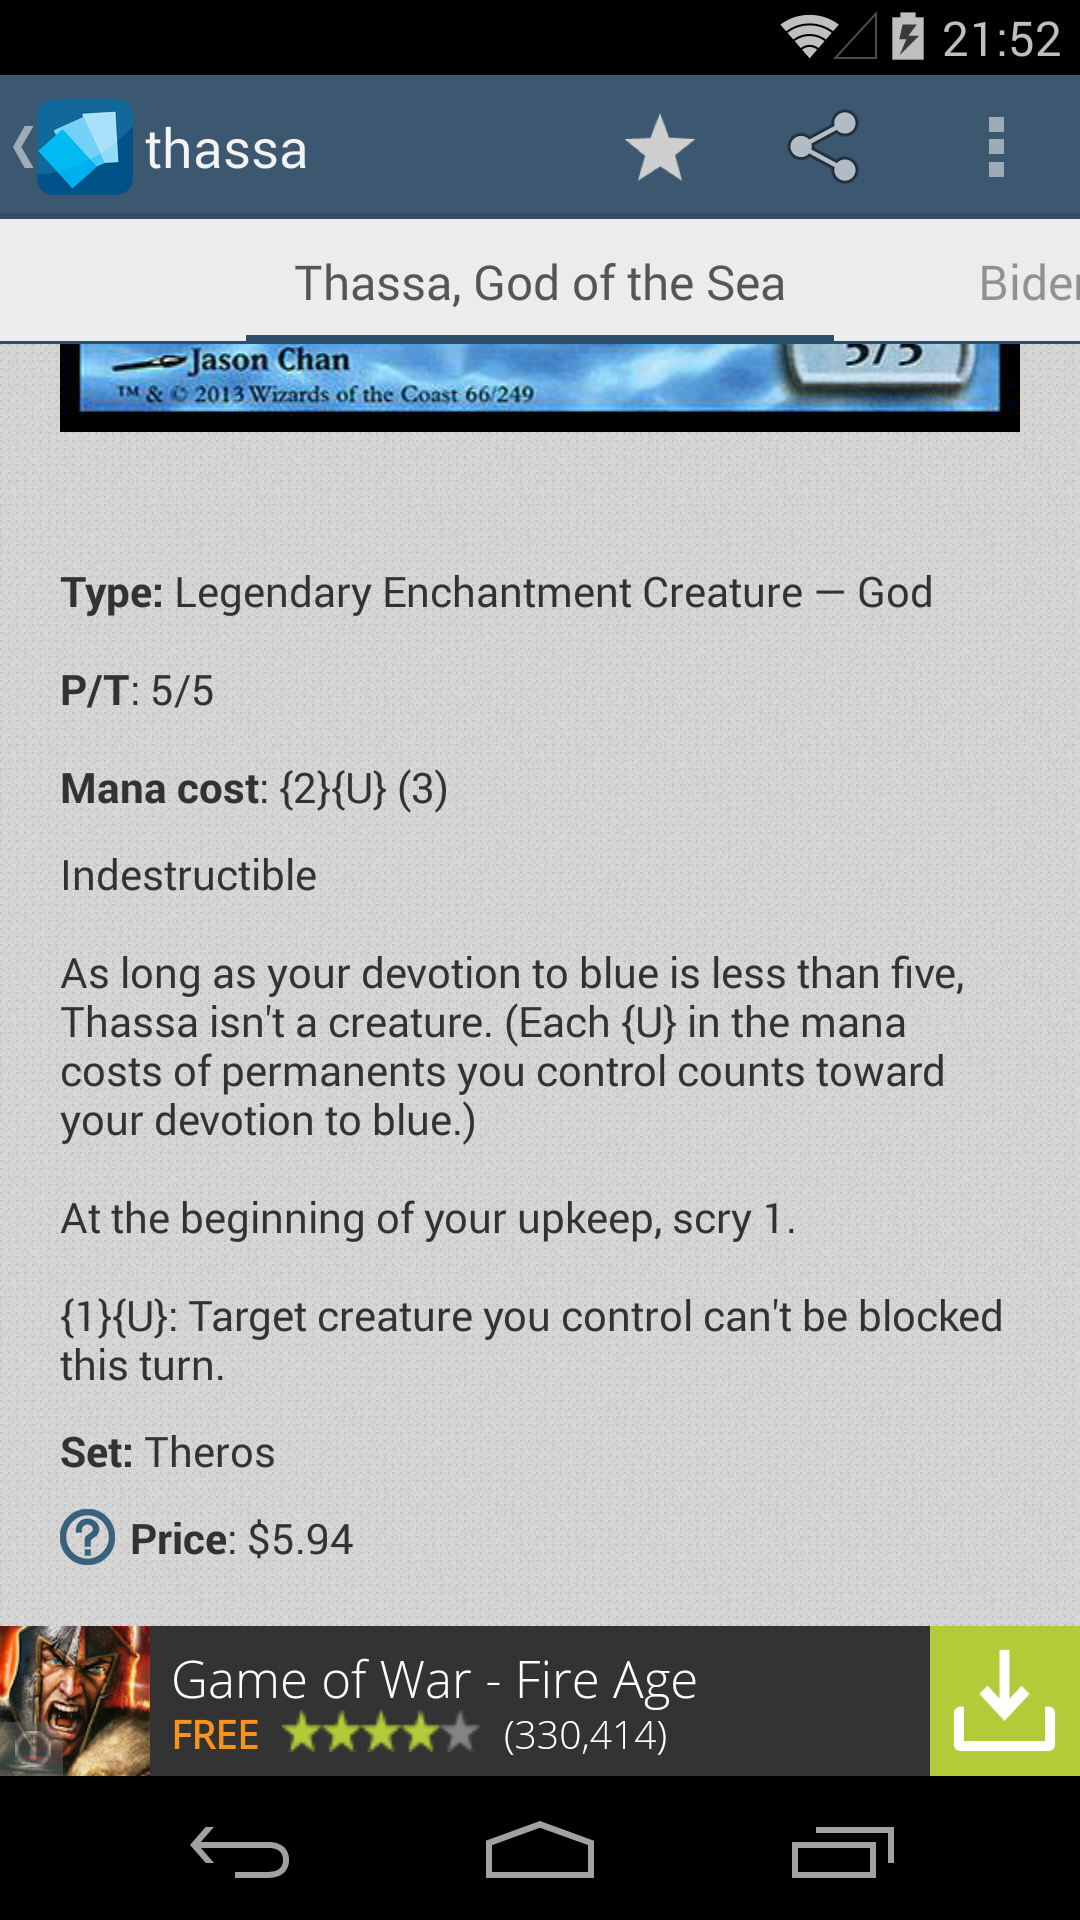 21:52
thassa
Thassa, God of the Sea
Bider
Jason Chan
5/5
™ & © 2013 Wizards of the Coast 66/249
Type: Legendary Enchantment Creature — God
P/T: 5/5
Mana cost: {2}{U} (3)
Indestructible
As long as your devotion to blue is less than five,
Thassa isn't a creature. (Each {U} in the mana
costs of permanents you control counts toward
your devotion to blue.)
At the beginning of your upkeep, scry 1.
{1}{U}: Target creature you control can't be blocked
this turn.
Set: Theros
Price: $5.94
Game of War - Fire Age
FREE (330,414)